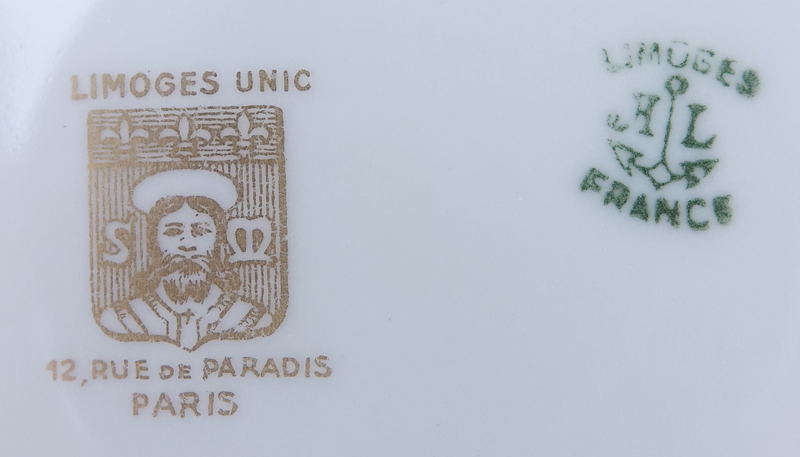 LIMOGES UNIC
S M
12, RUE DE PARADIS
PARIS
LIMOGES
A L
FRANCE